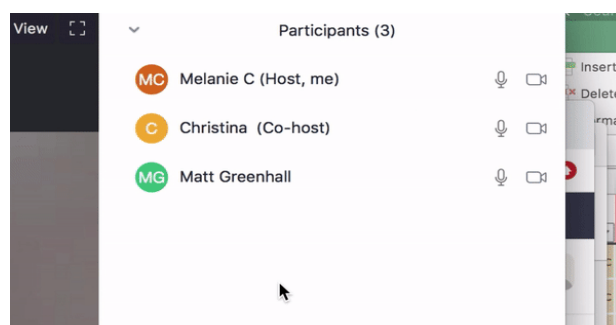 View
Participants (3)
MC Melanie C (Host, me)
C Christina (Co-host)
MG Matt Greenhall
Insert
Delete